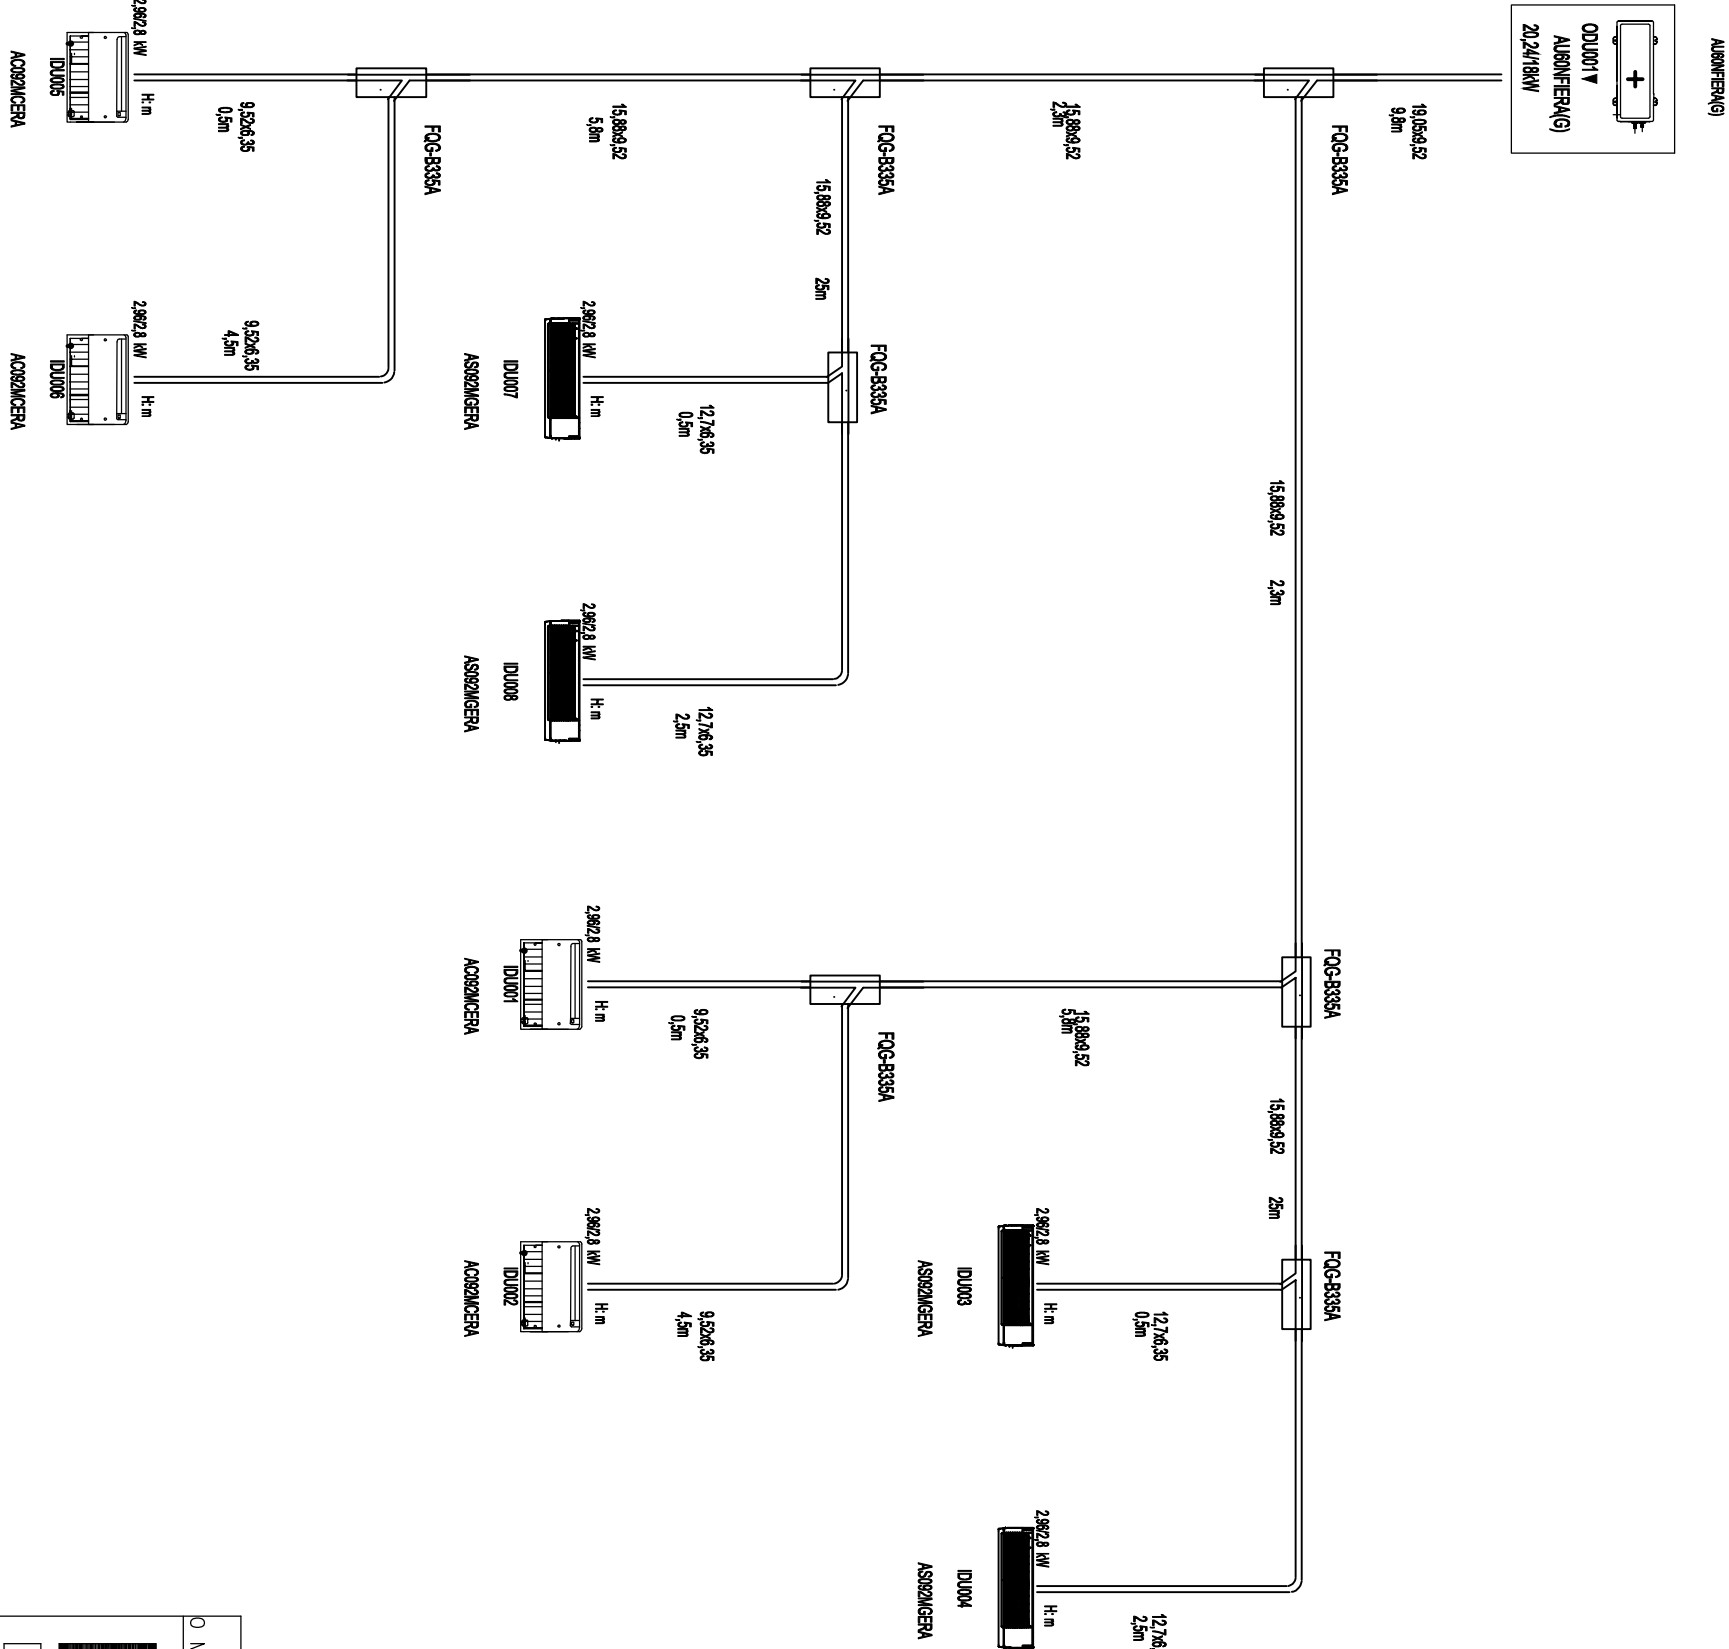 AU60NFIERA(G)
ODU001▼
AU60NFIERA(G)
20,24/18kW
19,05x9,52
9,8m
FQG-B335A
15,88x9,52
2,3m
FQG-B335A
FQG-B335A
15,88x9,52
2,3m
15,88x9,52
25m
FQG-B335A
2,96/2,8 kW
H: m
12,7x6,35
0,5m
IDU003
AS092MGERA
2,96/2,8 kW
H: m
2,5m
IDU004
AS092MGERA
15,88x9,52
5,8m
FQG-B335A
2,96/2,8 kW
H: m
9,52x6,35
0,5m
IDU001
AC092MCERA
2,96/2,8 kW
H: m
9,52x6,35
4,5m
IDU002
AC092MCERA
FQG-B335A
15,88x9,52
25m
FQG-B335A
2,96/2,8 kW
H: m
12,7x6,35
0,5m
IDU007
AS092MGERA
2,96/2,8 kW
H: m
12,7x6,35
2,5m
IDU008
AS092MGERA
15,88x9,52
5,8m
FQG-B335A
2,96/2,8 kW
H: m
9,52x6,35
0,5m
IDU005
AC092MCERA
2,96/2,8 kW
H: m
9,52x6,35
4,5m
IDU006
AC092MCERA